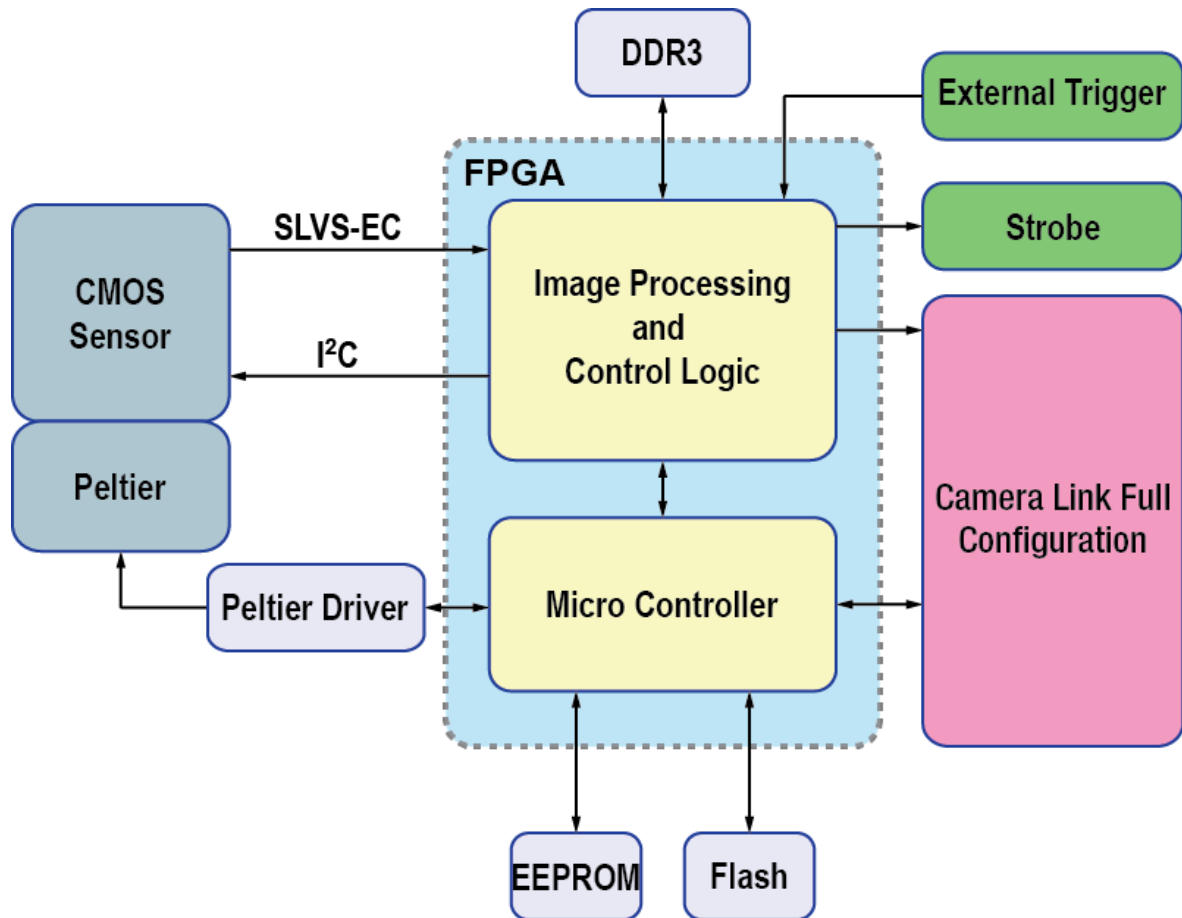 DDR3
External Trigger
FPGA
SLVS-EC
Strobe
CMOS
Sensor
Image Processing
and
Control Logic
I²C
Peltier
Camera Link Full
Configuration
Peltier Driver
Micro Controller
EEPROM
Flash